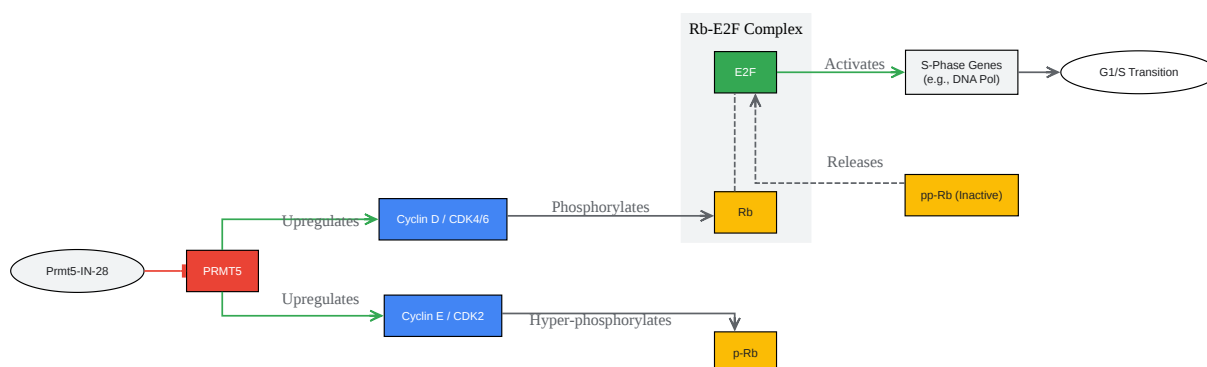 Rb-E2F Complex
E2F
Activates
S-Phase Genes
(e.g., DNA Pol)
G1/S Transition
Releases
pp-Rb (Inactive)
Rb
Phosphorylates
Cyclin D / CDK4/6
Upregulates
Prmt5-IN-28
PRMT5
Upregulates
Cyclin E / CDK2
Hyper-phosphorylates
p-Rb